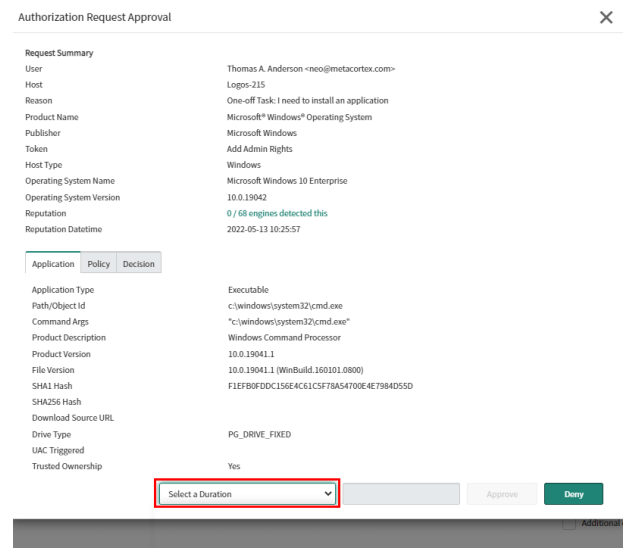 Authorization Request Approval
Request Summary
User Thomas A. Anderson <neo@metacortex.com>
Host Logos-215
Reason One-off Task: I need to install an application
Product Name Microsoft® Windows® Operating System
Publisher Microsoft Windows
Token Add Admin Rights
Host Type Windows
Operating System Name Microsoft Windows 10 Enterprise
Operating System Version 10.0.19042
Reputation 0 / 68 engines detected this
Reputation Datetime 2022-05-13 10:25:57
Application Policy Decision
Application Type Executable
Path/Object Id c:\windows\system32\cmd.exe
Command Args "c:\windows\system32\cmd.exe"
Product Description Windows Command Processor
Product Version 10.0.19041.1
File Version 10.0.19041.1 (WinBuild.160101.0800)
SHA1 Hash F1EFB0FDDC156E4C61C5F78A54700E4E7984D55D
SHA256 Hash
Download Source URL
Drive Type PG_DRIVE_FIXED
UAC Triggered
Trusted Ownership Yes
Select a Duration Approve Deny
Additional